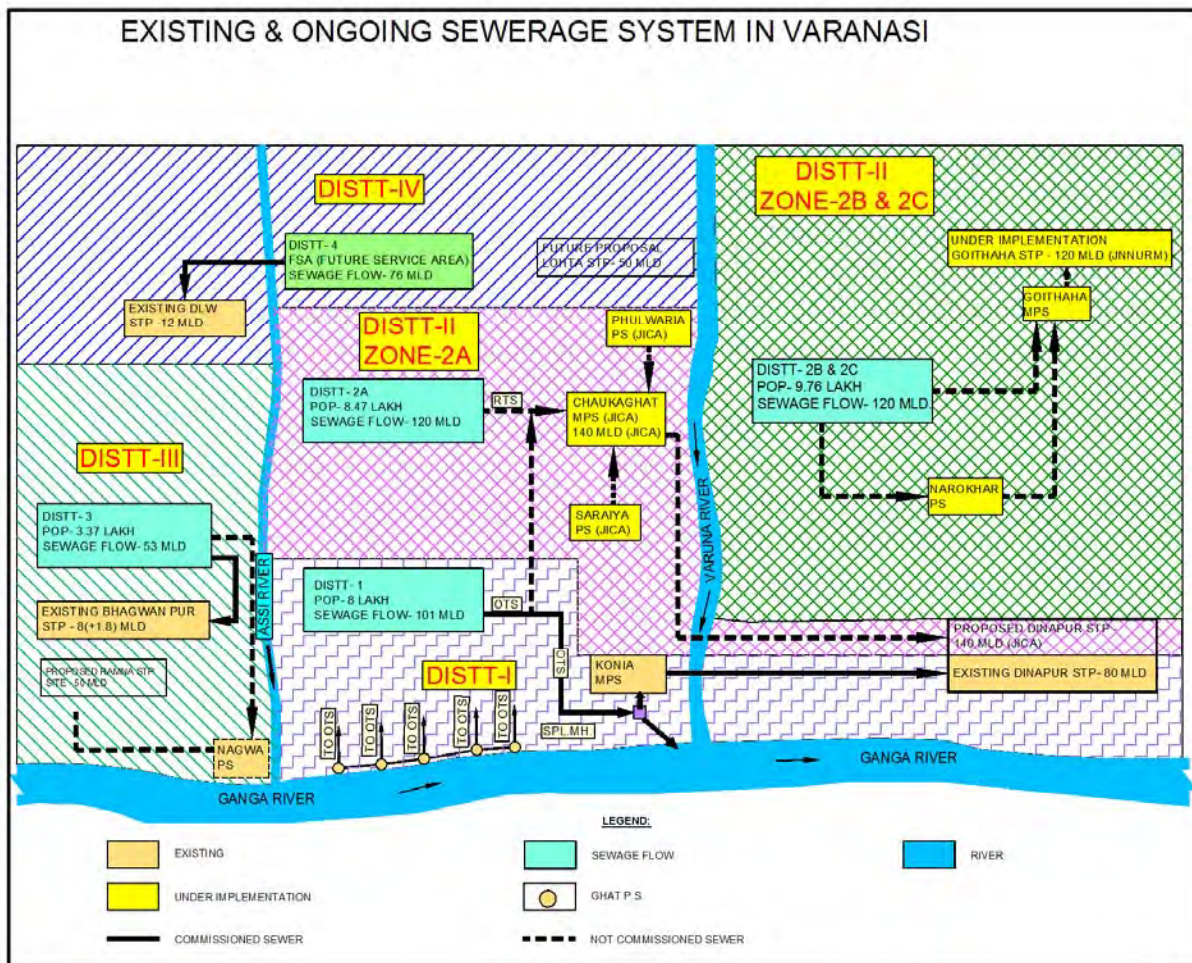 EXISTING & ONGOING SEWERAGE SYSTEM IN VARANASI
DISTT-IV
DISTT-II
ZONE-2B & 2C
DISTT- 4
FSA (FUTURE SERVICE AREA)
SEWAGE FLOW- 76 MLD
FUTURE PROPOSAL
LOHTA STP- 50 MLD
UNDER IMPLEMENTATION
GOITHAHA STP - 120 MLD (JNNURM)
EXISTING DLW
STP - 12 MLD
GOITHAHA
MPS
DISTT-II
ZONE-2A
PHULWARIA
PS (JICA)
DISTT- 2A
POP- 8.47 LAKH
SEWAGE FLOW- 120 MLD
RTS
CHAUKAGHAT
MPS (JICA)
140 MLD (JICA)
DISTT- 2B & 2C
POP- 9.76 LAKH
SEWAGE FLOW- 120 MLD.
DISTT-III
NAROKHAR
PS
SARAIYA
PS (JICA)
DISTT- 3
POP- 3.37 LAKH
SEWAGE FLOW- 53 MLD
VARUNA RIVER
ASSI RIVER
DISTT- 1
POP- 8 LAKH
SEWAGE FLOW- 101 MLD
OTS
EXISTING BHAGWAN PUR
STP - 8(+1.8) MLD
PROPOSED DINAPUR STP -
140 MLD (JICA)
OTS
PROPOSED RAMNA STP
SITE - 50 MLD
DISTT-I
KONIA
MPS
EXISTING DINAPUR STP- 80 MLD
TO OTS
TO OTS
TO OTS
TO OTS
TO OTS
SPL.MH.
NAGWA
PS
GANGA RIVER
GANGA RIVER
LEGEND:
EXISTING
SEWAGE FLOW
RIVER
UNDER IMPLEMENTATION
GHAT P S
COMMISSIONED SEWER
NOT COMMISSIONED SEWER